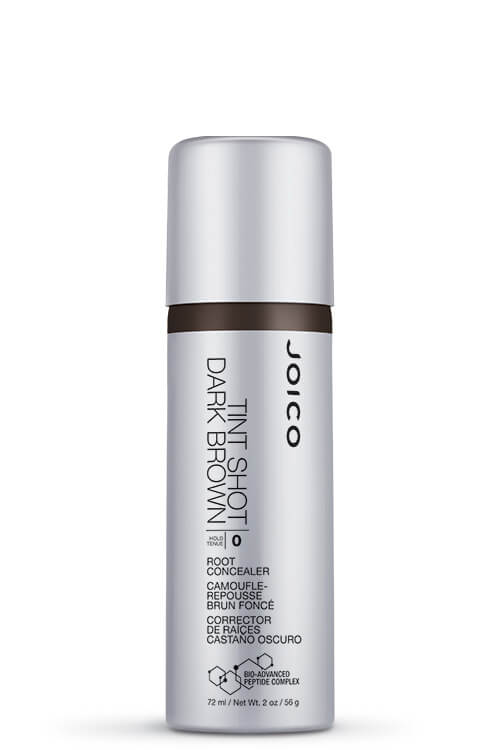 JOICO
TINT SHOT
DARK BROWN
HOLD
TENUE
0
ROOT
CONCEALER
CAMOUFLE-
REPOUSSE
BRUN FONCÉ
CORRECTOR
DE RAÍCES
CASTAÑO OSCURO
BIO-ADVANCED
PEPTIDE COMPLEX
72 ml / Net Wt. 2 oz / 56 g